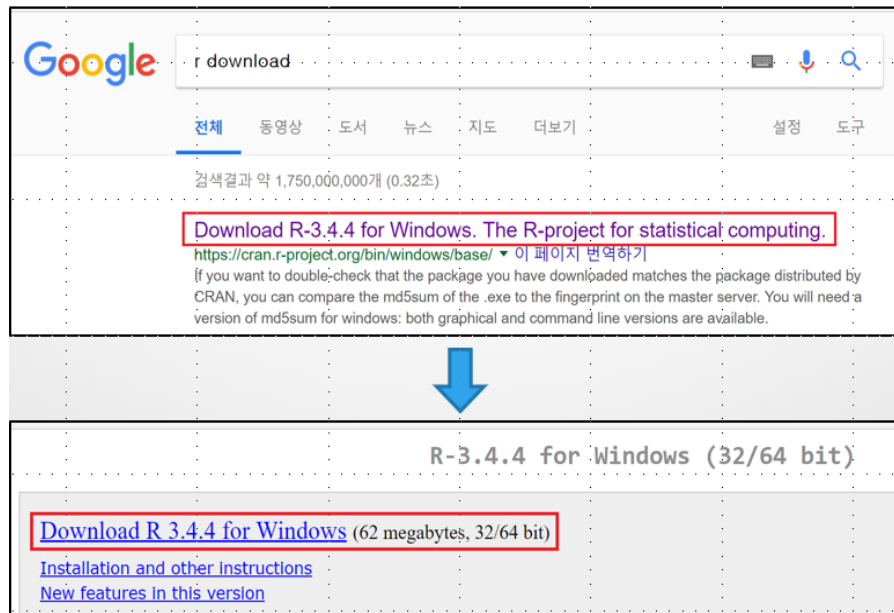 Google
r download
전체 동영상 도서 뉴스 지도 더보기 설정 도구
검색결과 약 1,750,000,000개 (0.32초)
Download R-3.4.4 for Windows. The R-project for statistical computing.
https://cran.r-project.org/bin/windows/base/ ▼ 이 페이지 번역하기
If you want to double-check that the package you have downloaded matches the package distributed by
CRAN, you can compare the md5sum of the .exe to the fingerprint on the master server. You will need a
version of md5sum for windows: both graphical and command line versions are available.
R-3.4.4 for Windows (32/64 bit)
Download R 3.4.4 for Windows (62 megabytes, 32/64 bit)
Installation and other instructions
New features in this version